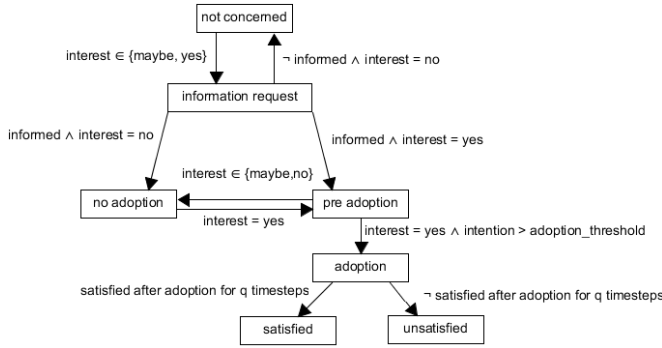 not concerned
interest ∈ {maybe, yes}
¬ informed ∧ interest = no
information request
informed ∧ interest = no
informed ∧ interest = yes
interest ∈ {maybe,no}
no adoption
pre adoption
interest = yes
interest = yes ∧ intention > adoption_threshold
adoption
satisfied after adoption for q timesteps
¬ satisfied after adoption for q timesteps
satisfied
unsatisfied